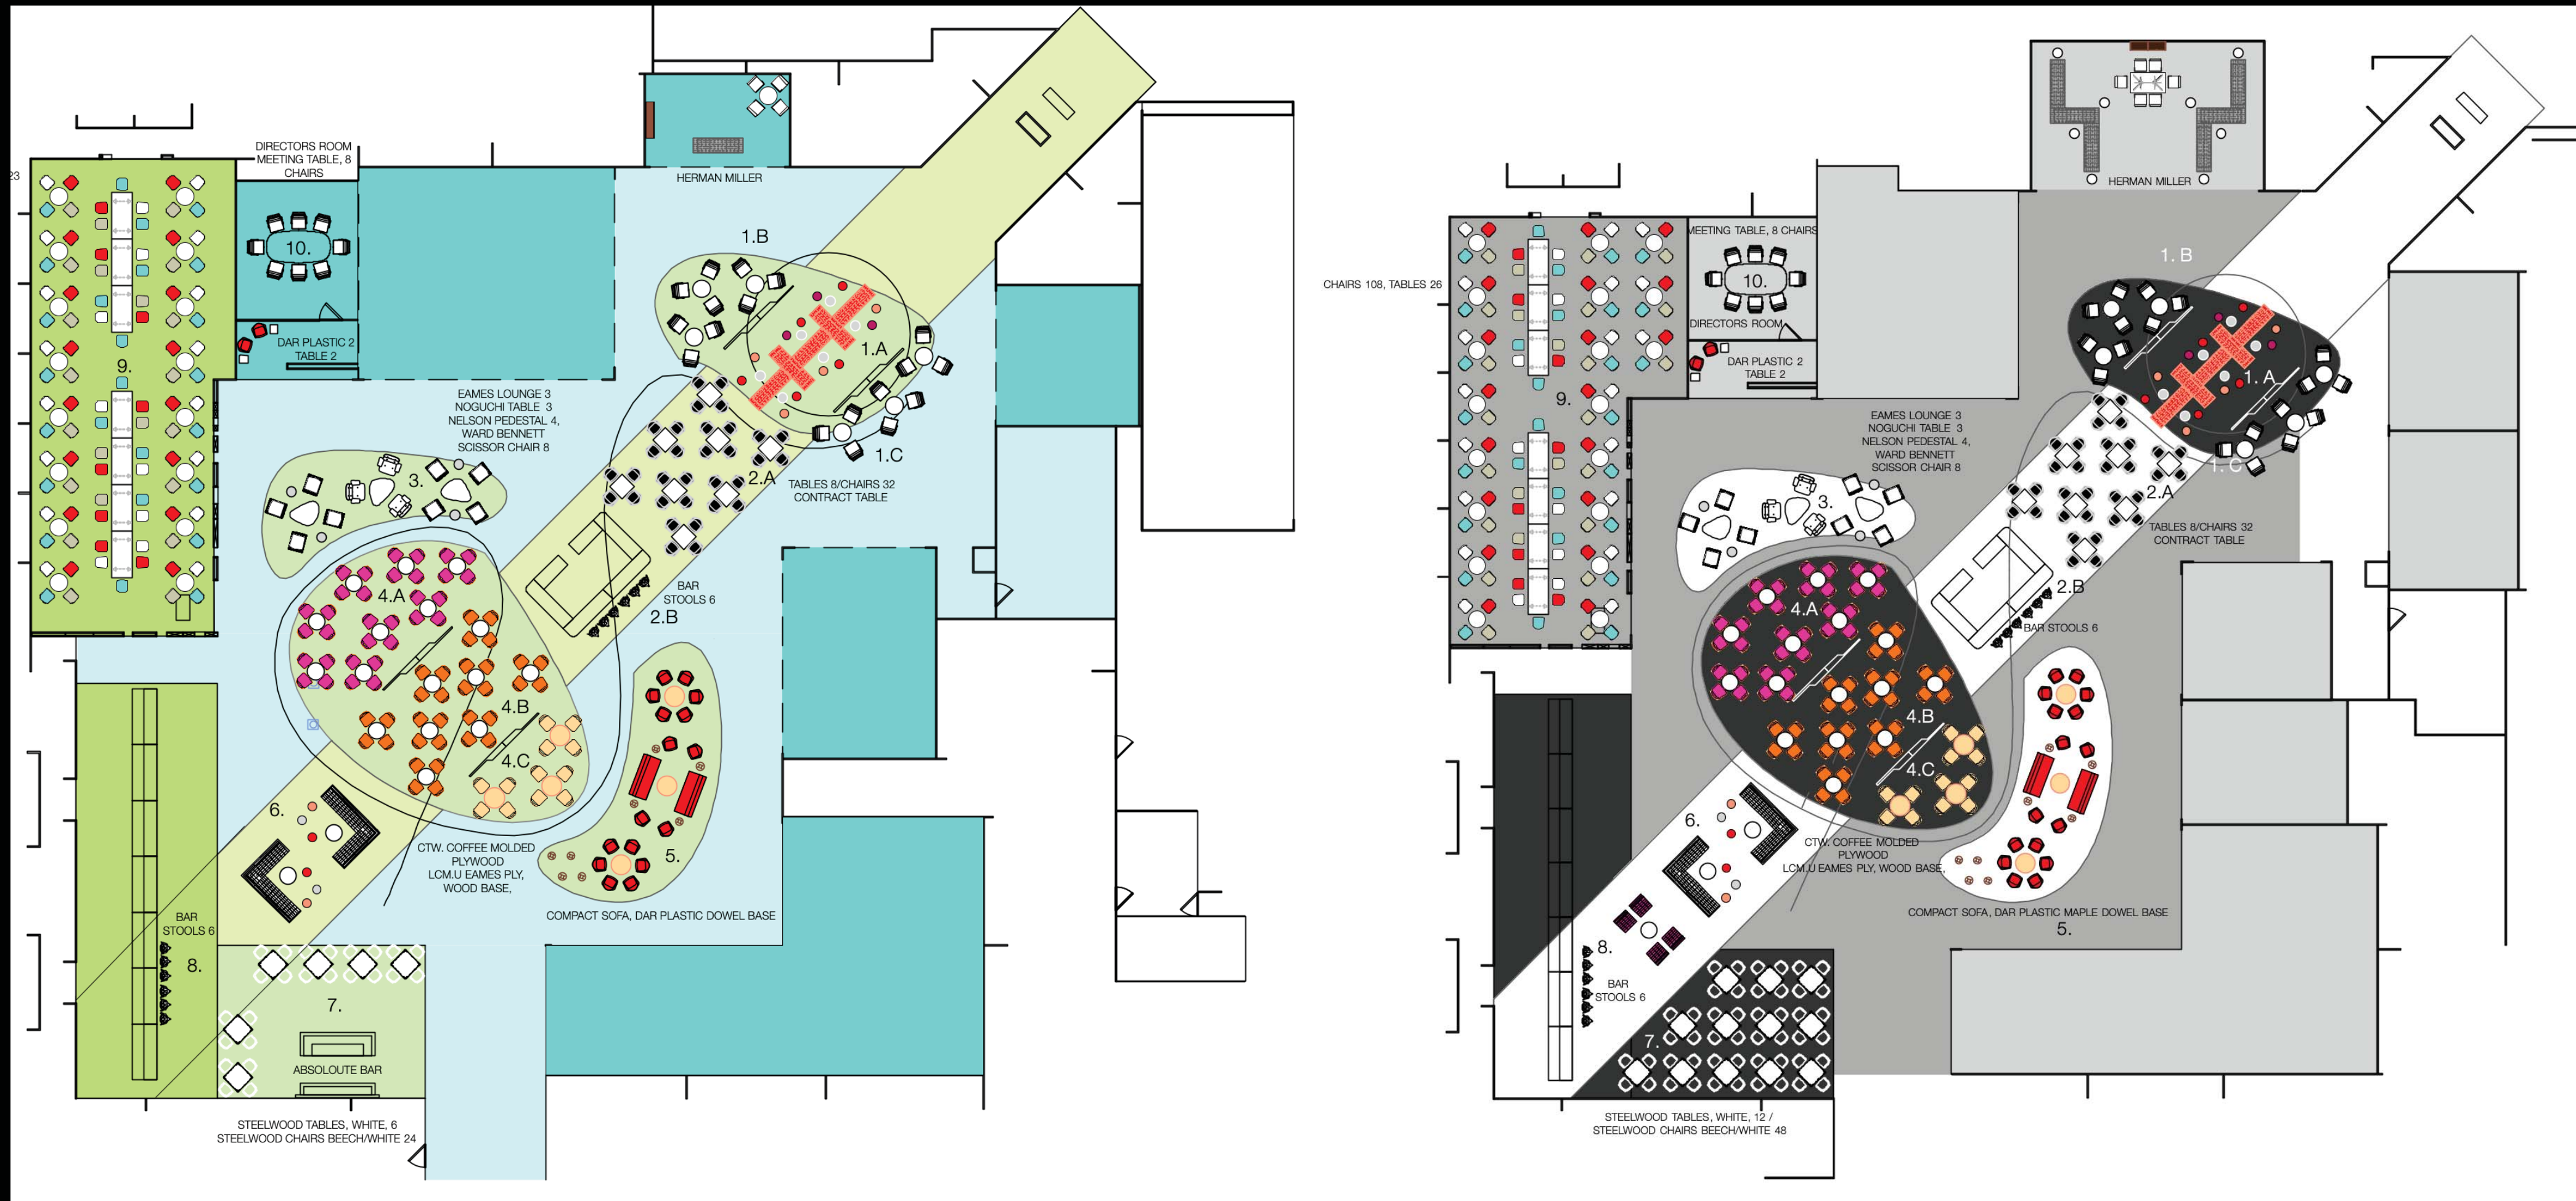 DIRECTORS ROOM
MEETING TABLE, 8
CHAIRS
23
HERMAN MILLER
10.
1.B
DAR PLASTIC 2
TABLE 2
1.A
9.
EAMES LOUNGE 3
NOGUCHI TABLE 3
NELSON PEDESTAL 4,
WARD BENNETT
SCISSOR CHAIR 8
1.C
2.A
TABLES 8/CHAIRS 32
CONTRACT TABLE
3.
BAR
STOOLS 6
2.B
4.A
4.B
4.C
6.
CTW. COFFEE MOLDED
PLYWOOD
LCM.U EAMES PLY,
WOOD BASE,
5.
COMPACT SOFA, DAR PLASTIC DOWEL BASE
BAR
STOOLS 6
8.
7.
ABSOLOUTE BAR
STEELWOOD TABLES, WHITE, 6
STEELWOOD CHAIRS BEECH/WHITE 24
HERMAN MILLER
MEETING TABLE, 8 CHAIRS
10.
DIRECTORS ROOM
CHAIRS 108, TABLES 26
1. B
DAR PLASTIC 2
TABLE 2
1. A
9.
EAMES LOUNGE 3
NOGUCHI TABLE 3
NELSON PEDESTAL 4,
WARD BENNETT
SCISSOR CHAIR 8
1. C
2.A
TABLES 8/CHAIRS 32
CONTRACT TABLE
3.
2.B
BAR STOOLS 6
4.A
4.B
4.C
6.
CTW. COFFEE MOLDED
PLYWOOD
LCM.U EAMES PLY, WOOD BASE,
COMPACT SOFA, DAR PLASTIC MAPLE DOWEL BASE
5.
8.
BAR
STOOLS 6
7.
STEELWOOD TABLES, WHITE, 12 /
STEELWOOD CHAIRS BEECH/WHITE 48